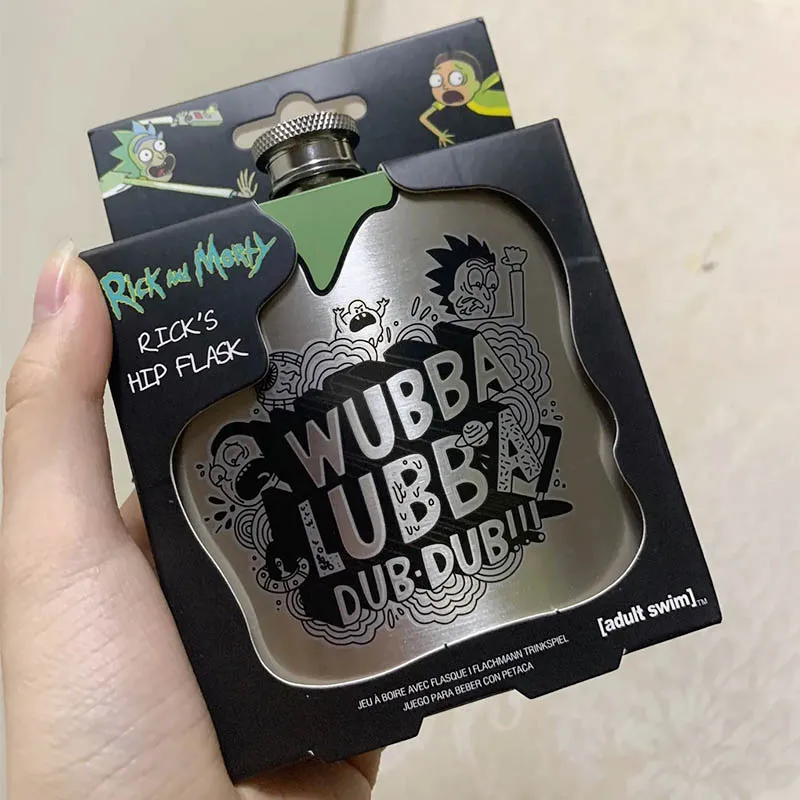 Rick and Morty
RICK'S
HIP FLASK
WUBBA
LUBBA
DUB·DUB!!!
[adult swim]™
JEU À BOIRE AVEC FLASQUE I FLACHMANN TRINKSPIEL
JUEGO PARA BEBER CON PETACA